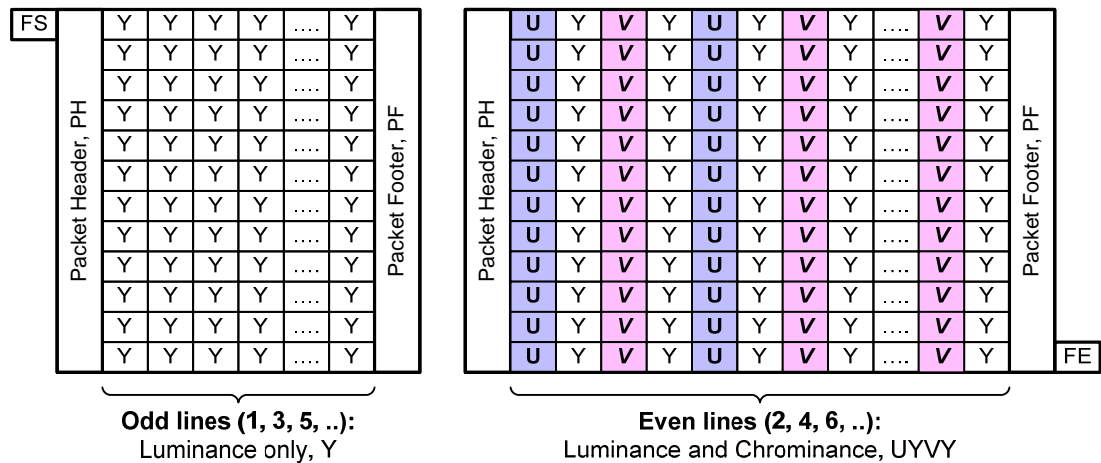 FS
Packet Header, PH
Y Y Y Y .... Y
Y Y Y Y .... Y
Y Y Y Y .... Y
Y Y Y Y .... Y
Y Y Y Y .... Y
Y Y Y Y .... Y
Y Y Y Y .... Y
Y Y Y Y .... Y
Y Y Y Y .... Y
Y Y Y Y .... Y
Y Y Y Y .... Y
Y Y Y Y .... Y
Packet Footer, PF
Odd lines (1, 3, 5, ..):
Luminance only, Y
Packet Header, PH
U Y V Y U Y V Y .... V Y
U Y V Y U Y V Y .... V Y
U Y V Y U Y V Y .... V Y
U Y V Y U Y V Y .... V Y
U Y V Y U Y V Y .... V Y
U Y V Y U Y V Y .... V Y
U Y V Y U Y V Y .... V Y
U Y V Y U Y V Y .... V Y
U Y V Y U Y V Y .... V Y
U Y V Y U Y V Y .... V Y
U Y V Y U Y V Y .... V Y
U Y V Y U Y V Y .... V Y
Packet Footer, PF
FE
Even lines (2, 4, 6, ..):
Luminance and Chrominance, UYVY